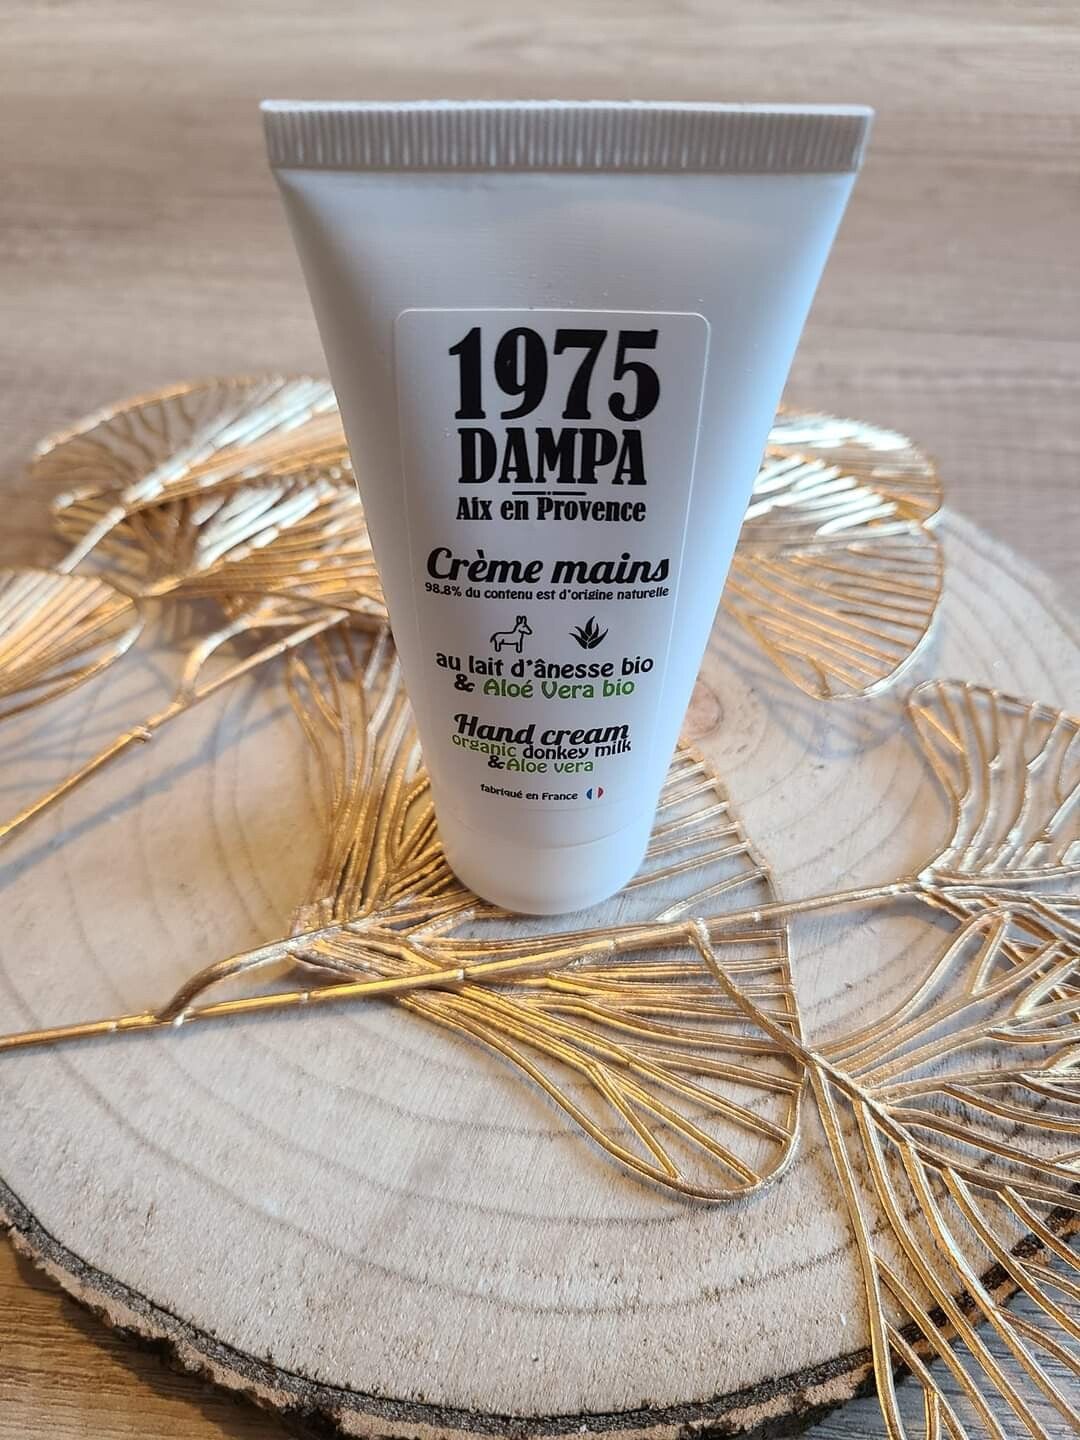 1975
DAMPA
Aix en Provence
Crème mains
98.8% du contenu est d'origine naturelle
au lait d'ânesse bio
& Aloé Vera bio
Hand cream
organic donkey milk
& Aloe vera
fabriqué en France